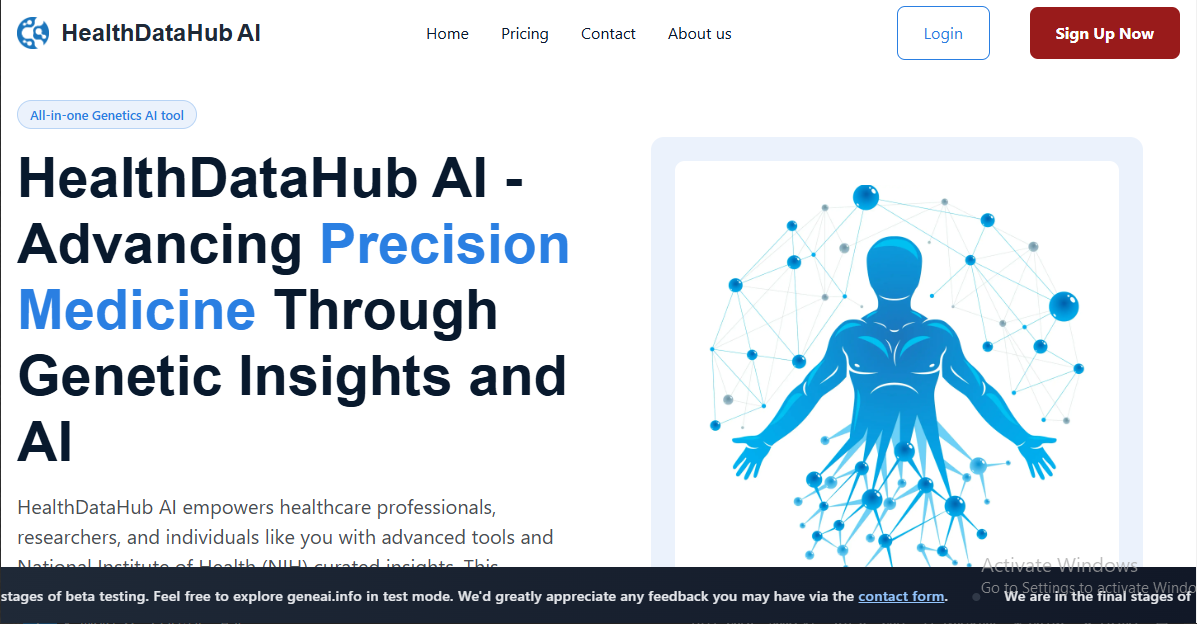 HealthDataHub AI
Home
Pricing
Contact
About us
Login
Sign Up Now
All-in-one Genetics AI tool
HealthDataHub AI -
Advancing Precision
Medicine Through
Genetic Insights and
AI
HealthDataHub AI empowers healthcare professionals,
researchers, and individuals like you with advanced tools and
National Institute of Health (NIH) curated insights. This
Activate Windows
Go to Settings to activate Windo
stages of beta testing. Feel free to explore geneai.info in test mode. We'd greatly appreciate any feedback you may have via the contact form.
We are in the final stages of